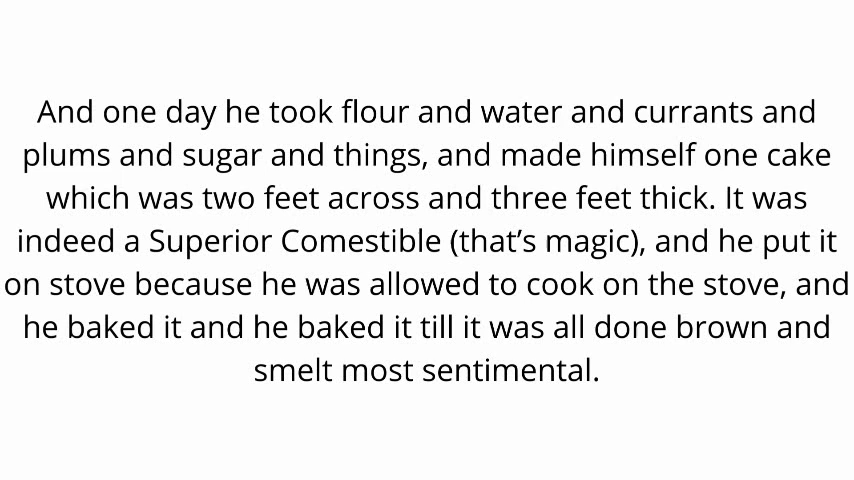 And one day he took flour and water and currants and
plums and sugar and things, and made himself one cake
which was two feet across and three feet thick. It was
indeed a Superior Comestible (that’s magic), and he put it
on stove because he was allowed to cook on the stove, and
he baked it and he baked it till it was all done brown and
smelt most sentimental.